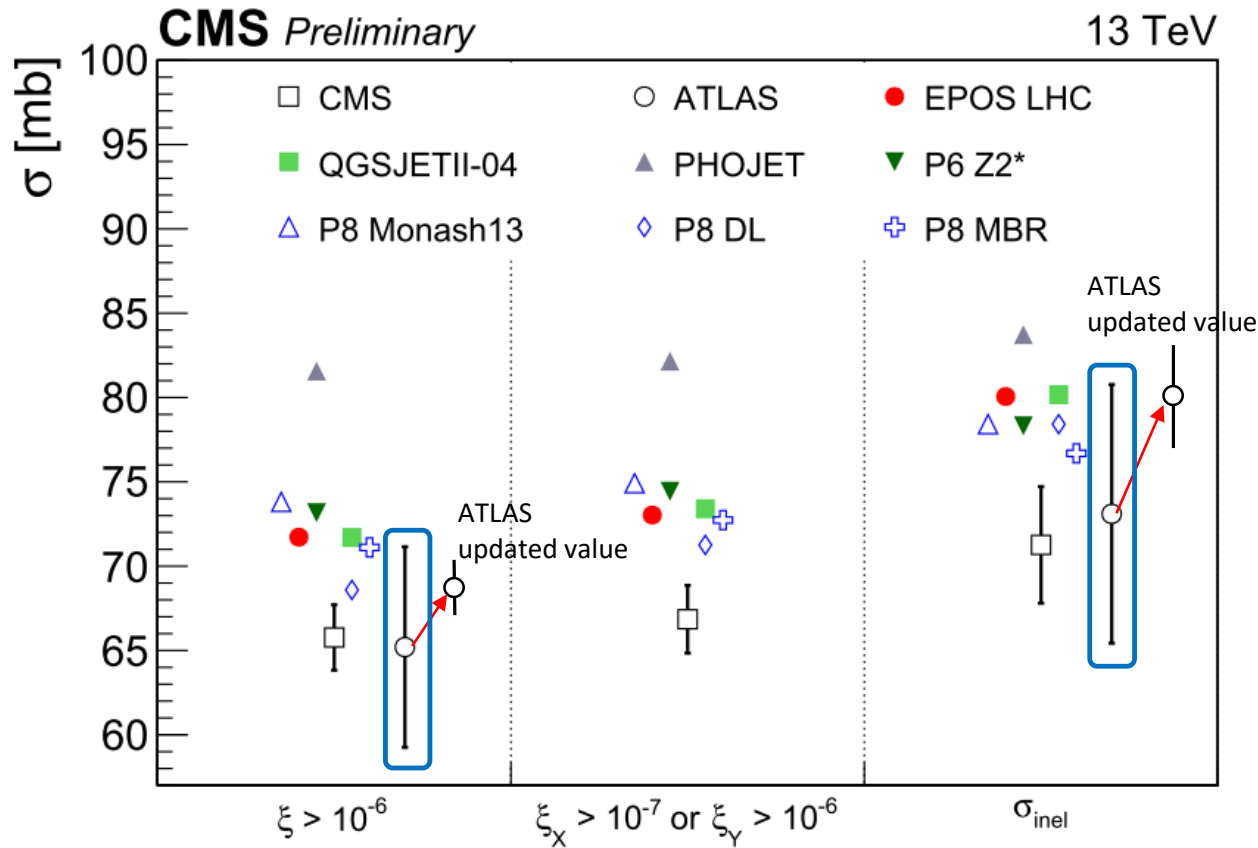 CMS Preliminary 13 TeV
σ [mb]
100
95
90
85
80
75
70
65
60
CMS ATLAS EPOS LHC
QGSJETII-04 PHOJET P6 Z2*
P8 Monash13 P8 DL P8 MBR
ATLAS
updated value
ATLAS
updated value
ξ > 10⁻⁶ ξ_X > 10⁻⁷ or ξ_Y > 10⁻⁶ σ_inel